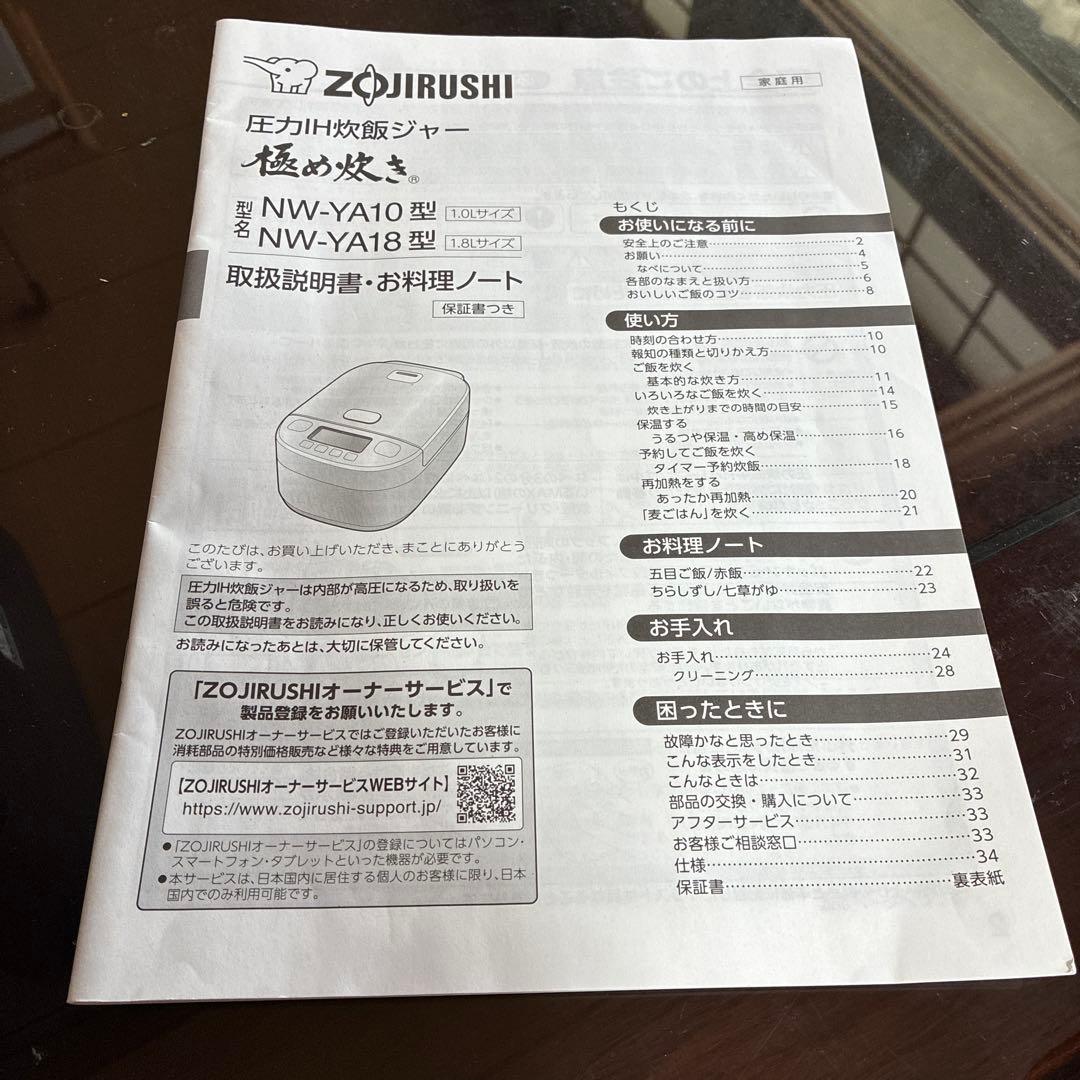 ZOJIRUSHI
家庭用
圧力IH炊飯ジャー
極め炊き®
型名 NW-YA10型 1.0Lサイズ
NW-YA18型 1.8Lサイズ
取扱説明書・お料理ノート
保証書つき
このたびは、お買い上げいただき、まことにありがとう
ございます。
圧力IH炊飯ジャーは内部が高圧になるため、取り扱いを
誤ると危険です。
この取扱説明書をお読みになり、正しくお使いください。
お読みになったあとは、大切に保管してください。
「ZOJIRUSHIオーナーサービス」で
製品登録をお願いいたします。
ZOJIRUSHIオーナーサービスではご登録いただいたお客様に
消耗部品の特別価格販売など様々な特典をご用意しています。
【ZOJIRUSHIオーナーサービスWEBサイト】
https://www.zojirushi-support.jp/
●「ZOJIRUSHIオーナーサービス」の登録についてはパソコン・
スマートフォン・タブレットといった機器が必要です。
●本サービスは、日本国内に居住する個人のお客様に限り、日本
国内でのみ利用可能です。
もくじ
お使いになる前に
安全上のご注意……………………2
お願い……………………………4
なべについて……………………5
各部のなまえと扱い方……………6
おいしいご飯のコツ………………8
使い方
時刻の合わせ方……………………10
報知の種類と切りかえ方…………10
ご飯を炊く
基本的な炊き方……………………11
いろいろなご飯を炊く……………14
炊き上がりまでの時間の目安……15
保温する
うるつや保温・高め保温…………16
予約してご飯を炊く
タイマー予約炊飯…………………18
再加熱をする
あったか再加熱……………………20
「麦ごはん」を炊く………………21
お料理ノート
五目ご飯/赤飯……………………22
ちらしずし/七草がゆ……………23
お手入れ
お手入れ……………………………24
クリーニング………………………28
困ったときに
故障かなと思ったとき……………29
こんな表示をしたとき……………31
こんなときは………………………32
部品の交換・購入について………33
アフターサービス…………………33
お客様ご相談窓口…………………33
仕様…………………………………34
保証書………………………………裏表紙